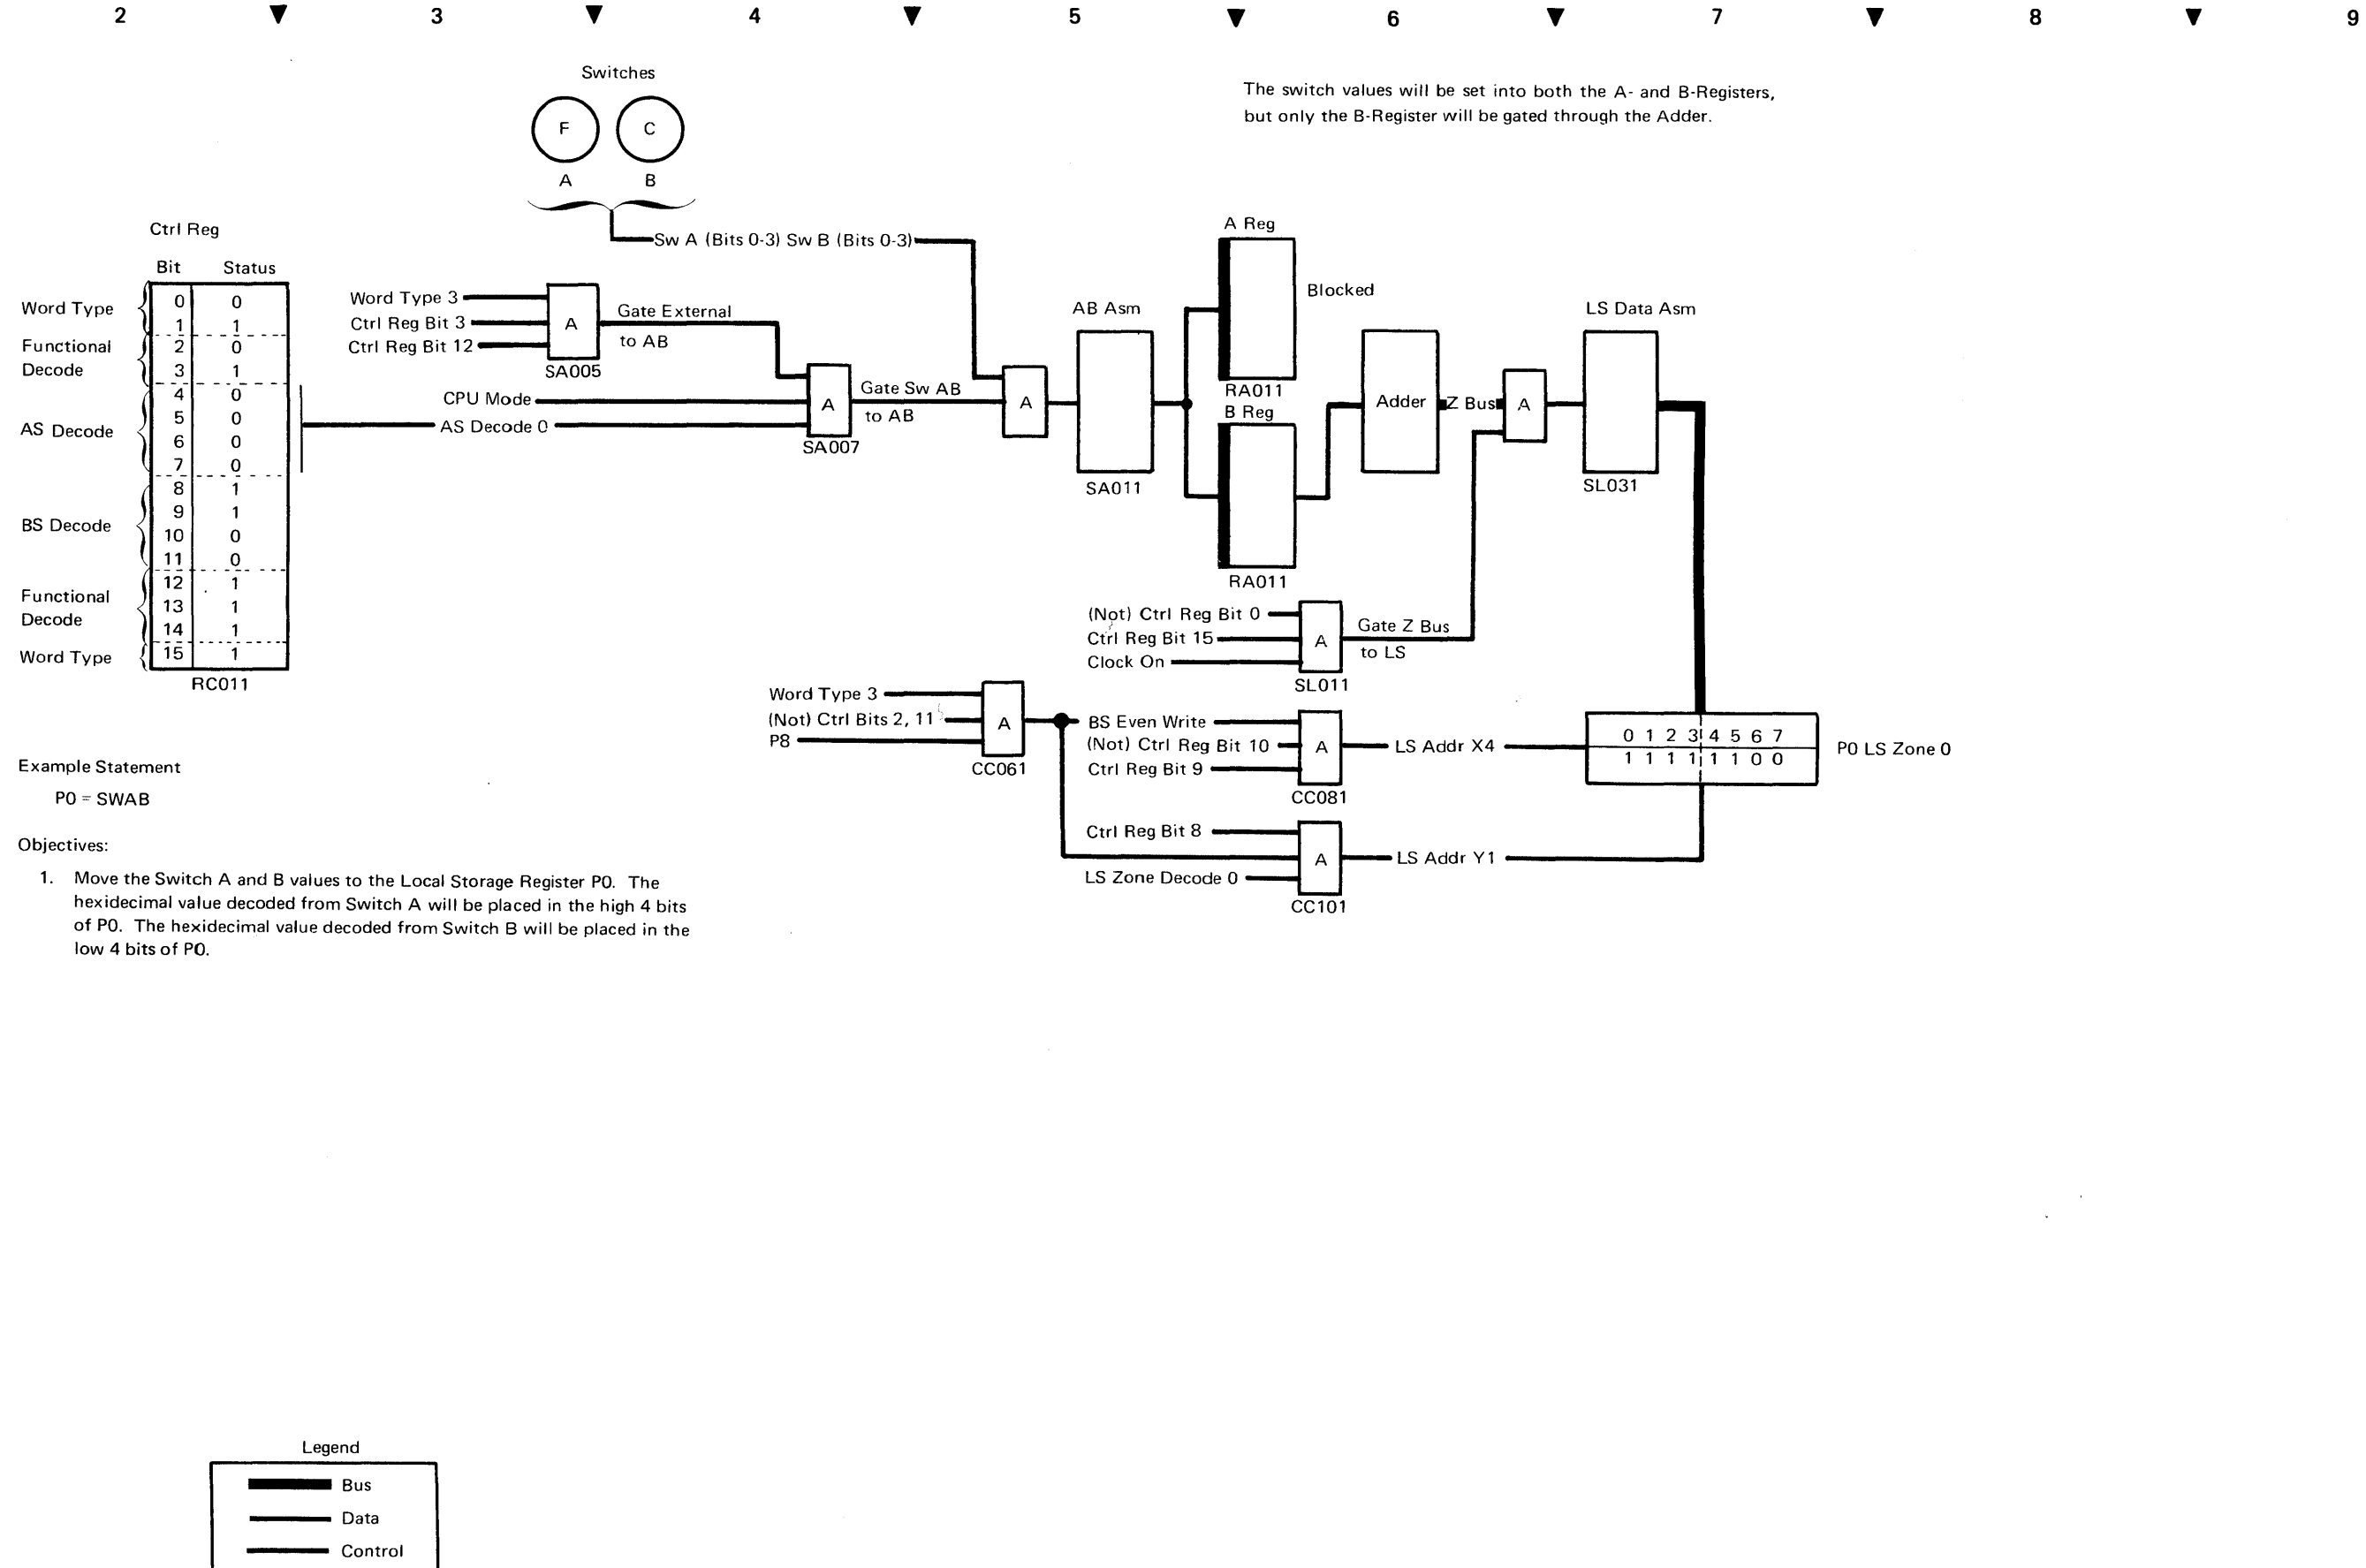 2 ▼ 3 ▼ 4 ▼ 5 ▼ 6 ▼ 7 ▼ 8 ▼ 9
Switches
F C
A B
The switch values will be set into both the A- and B-Registers,
but only the B-Register will be gated through the Adder.
Sw A (Bits 0-3) Sw B (Bits 0-3)
Ctrl Reg
Bit Status
Word Type
0 0
1 1
Functional
Decode
2 0
3 1
AS Decode
4 0
5 0
6 0
7 0
BS Decode
8 1
9 1
10 0
11 0
Functional
Decode
12 1
13 1
14 1
Word Type
15 1
RC011
Word Type 3
Ctrl Reg Bit 3
Ctrl Reg Bit 12
A
SA005
Gate External
to AB
CPU Mode
AS Decode 0
A
SA007
Gate Sw AB
to AB
A
AB Asm
SA011
A Reg
Blocked
RA011
B Reg
RA011
Adder
Z Bus
A
LS Data Asm
SL031
(Not) Ctrl Reg Bit 0
Ctrl Reg Bit 15
Clock On
A
SL011
Gate Z Bus
to LS
Word Type 3
(Not) Ctrl Bits 2, 11
P8
A
CC061
BS Even Write
(Not) Ctrl Reg Bit 10
Ctrl Reg Bit 9
A
CC081
LS Addr X4
0 1 2 3 4 5 6 7
1 1 1 1 1 1 0 0
P0 LS Zone 0
Ctrl Reg Bit 8
LS Zone Decode 0
A
CC101
LS Addr Y1
Example Statement
P0 = SWAB
Objectives:
1. Move the Switch A and B values to the Local Storage Register P0. The
hexidecimal value decoded from Switch A will be placed in the high 4 bits
of P0. The hexidecimal value decoded from Switch B will be placed in the
low 4 bits of P0.
Legend
Bus
Data
Control